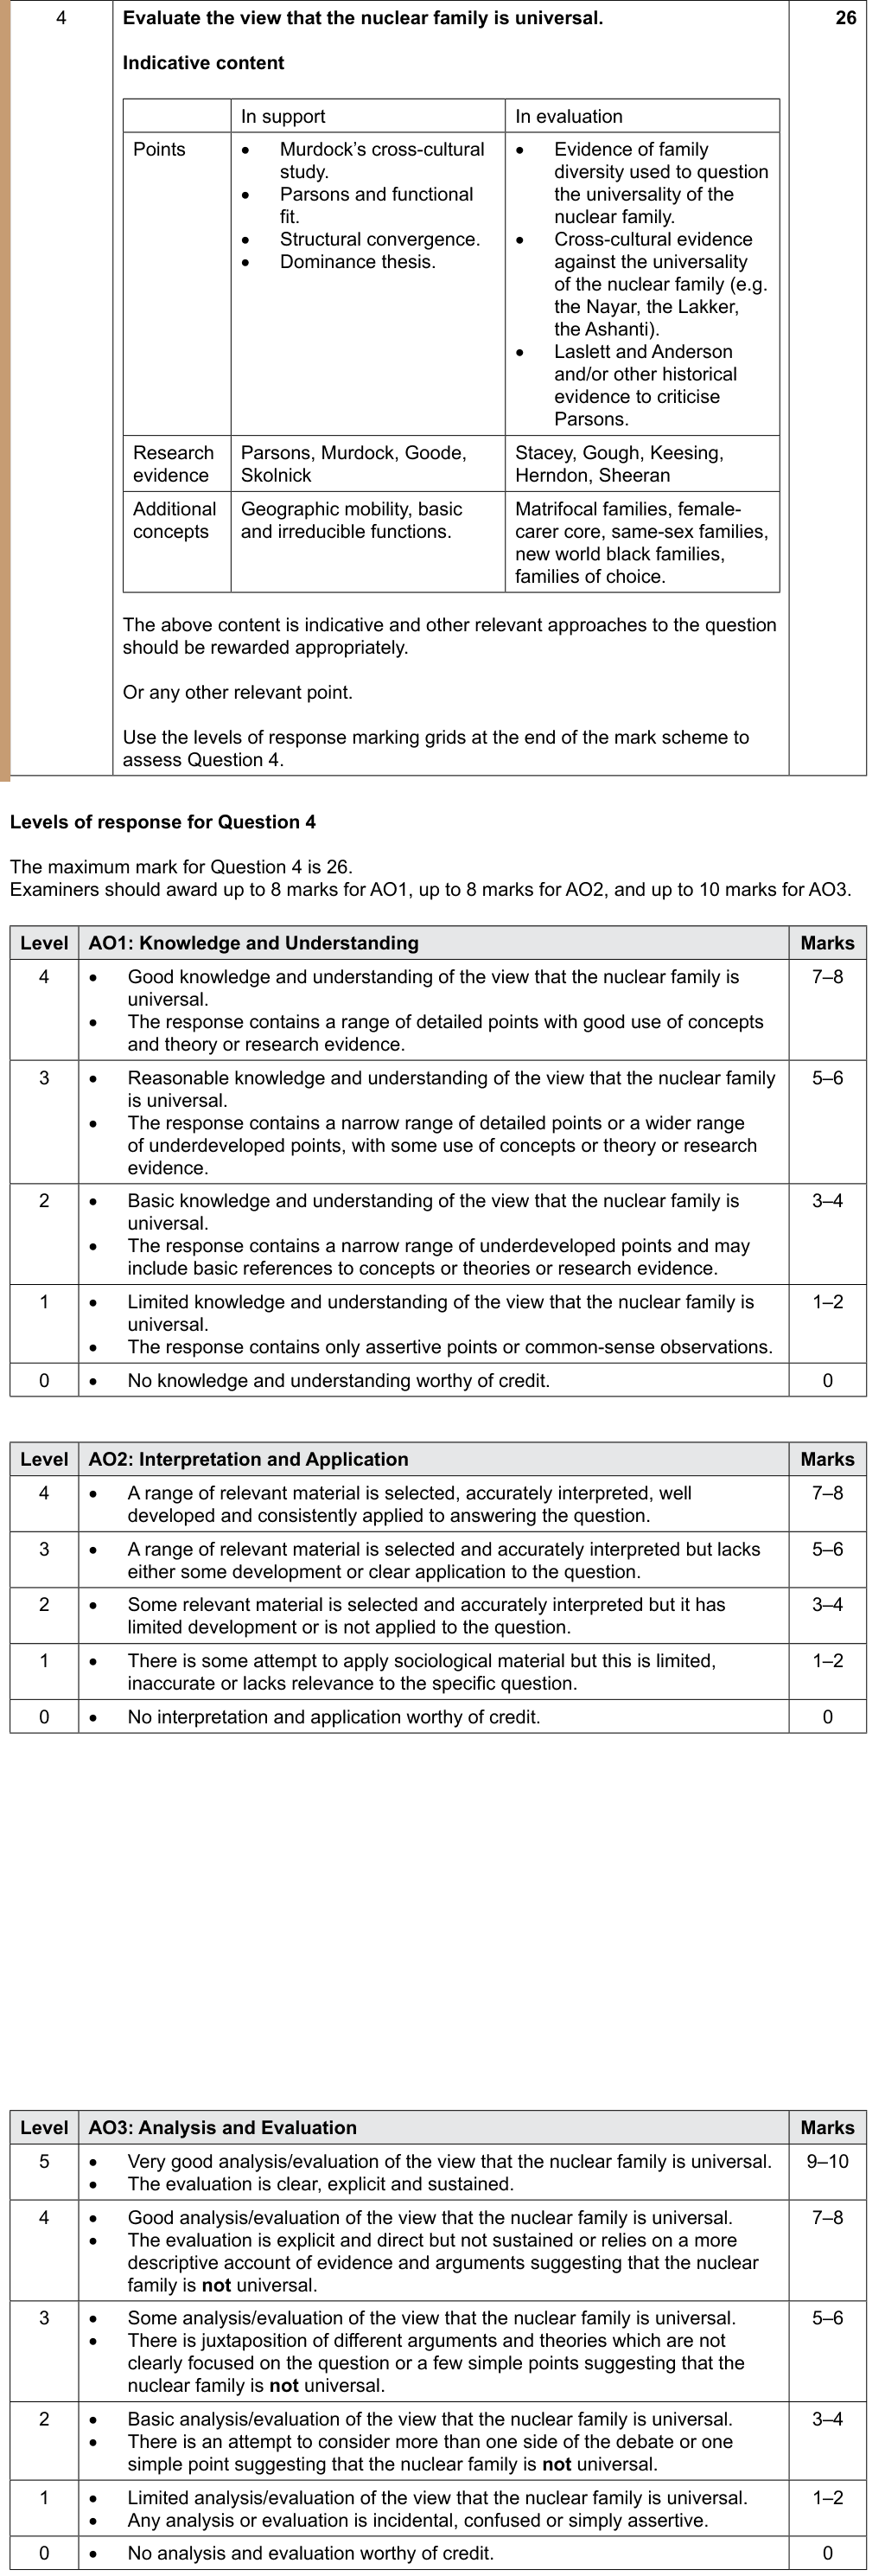 4
Evaluate the view that the nuclear family is universal.
26
Indicative content
In support
In evaluation
Points
• Murdock's cross-cultural
study.
• Parsons and functional
fit.
• Structural convergence.
• Dominance thesis.
• Evidence of family
diversity used to question
the universality of the
nuclear family.
• Cross-cultural evidence
against the universality
of the nuclear family (e.g.
the Nayar, the Lakker,
the Ashanti).
• Laslett and Anderson
and/or other historical
evidence to criticise
Parsons.
Research
evidence
Parsons, Murdock, Goode,
Skolnick
Stacey, Gough, Keesing,
Herndon, Sheeran
Additional
concepts
Geographic mobility, basic
and irreducible functions.
Matrifocal families, female-
carer core, same-sex families,
new world black families,
families of choice.
The above content is indicative and other relevant approaches to the question
should be rewarded appropriately.
Or any other relevant point.
Use the levels of response marking grids at the end of the mark scheme to
assess Question 4.
Levels of response for Question 4
The maximum mark for Question 4 is 26.
Examiners should award up to 8 marks for AO1, up to 8 marks for AO2, and up to 10 marks for AO3.
Level AO1: Knowledge and Understanding Marks
4 • Good knowledge and understanding of the view that the nuclear family is 7–8
universal.
• The response contains a range of detailed points with good use of concepts
and theory or research evidence.
3 • Reasonable knowledge and understanding of the view that the nuclear family 5–6
is universal.
• The response contains a narrow range of detailed points or a wider range
of underdeveloped points, with some use of concepts or theory or research
evidence.
2 • Basic knowledge and understanding of the view that the nuclear family is 3–4
universal.
• The response contains a narrow range of underdeveloped points and may
include basic references to concepts or theories or research evidence.
1 • Limited knowledge and understanding of the view that the nuclear family is 1–2
universal.
• The response contains only assertive points or common-sense observations.
0 • No knowledge and understanding worthy of credit. 0
Level AO2: Interpretation and Application Marks
4 • A range of relevant material is selected, accurately interpreted, well 7–8
developed and consistently applied to answering the question.
3 • A range of relevant material is selected and accurately interpreted but lacks 5–6
either some development or clear application to the question.
2 • Some relevant material is selected and accurately interpreted but it has 3–4
limited development or is not applied to the question.
1 • There is some attempt to apply sociological material but this is limited, 1–2
inaccurate or lacks relevance to the specific question.
0 • No interpretation and application worthy of credit. 0
Level AO3: Analysis and Evaluation Marks
5 • Very good analysis/evaluation of the view that the nuclear family is universal. 9–10
• The evaluation is clear, explicit and sustained.
4 • Good analysis/evaluation of the view that the nuclear family is universal. 7–8
• The evaluation is explicit and direct but not sustained or relies on a more
descriptive account of evidence and arguments suggesting that the nuclear
family is not universal.
3 • Some analysis/evaluation of the view that the nuclear family is universal. 5–6
• There is juxtaposition of different arguments and theories which are not
clearly focused on the question or a few simple points suggesting that the
nuclear family is not universal.
2 • Basic analysis/evaluation of the view that the nuclear family is universal. 3–4
• There is an attempt to consider more than one side of the debate or one
simple point suggesting that the nuclear family is not universal.
1 • Limited analysis/evaluation of the view that the nuclear family is universal. 1–2
• Any analysis or evaluation is incidental, confused or simply assertive.
0 • No analysis and evaluation worthy of credit. 0